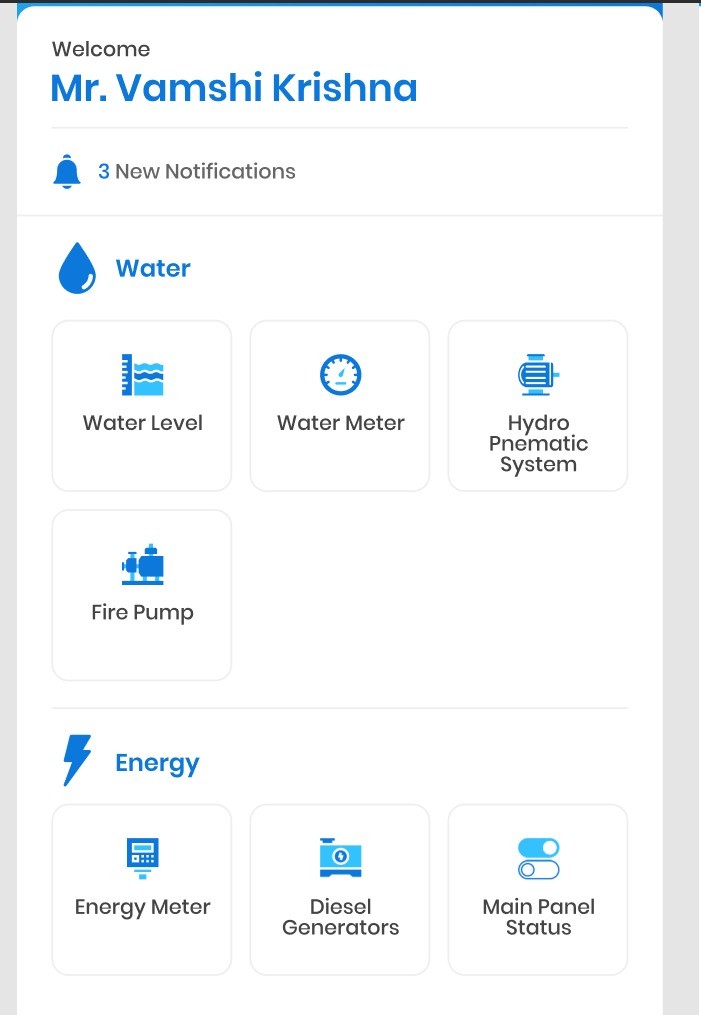 Welcome
Mr. Vamshi Krishna
3 New Notifications
Water
Water Level
Water Meter
Hydro
Pnematic
System
Fire Pump
Energy
Energy Meter
Diesel
Generators
Main Panel
Status